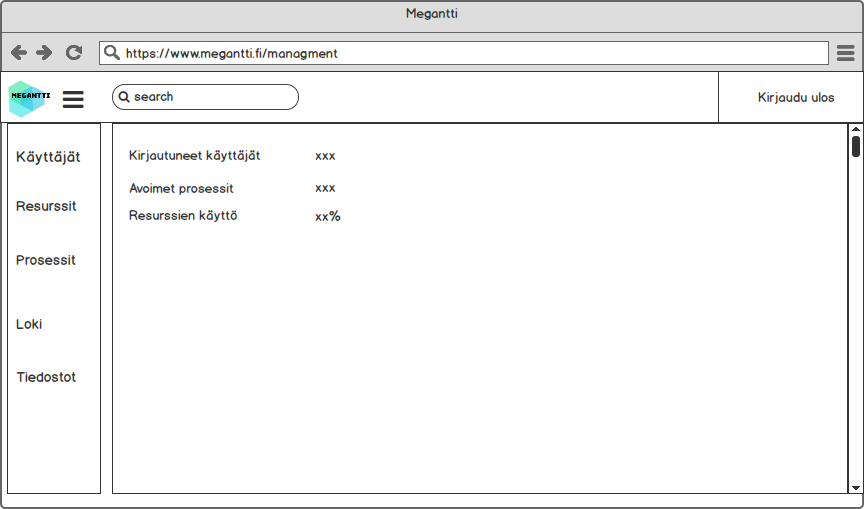 Megantti
https://www.megantti.fi/managment
MEGANTTI
search
Kirjaudu ulos
Käyttäjät
Resurssit
Prosessit
Loki
Tiedostot
Kirjautuneet käyttäjät xxx
Avoimet prosessit xxx
Resurssien käyttö xx%